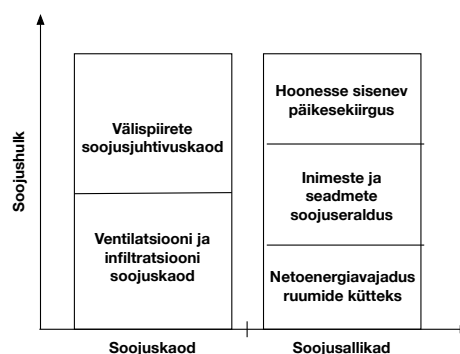 Soojushulk
Välispiirete
soojusjuhtivuskaod
Ventilatsiooni ja
infiltratsiooni
soojuskaod
Hoonesse sisenev
päikesekiirgus
Inimeste ja
seadmete
soojuseraldus
Netoenergiavajadus
ruumide kütteks
Soojuskaod
Soojusallikad